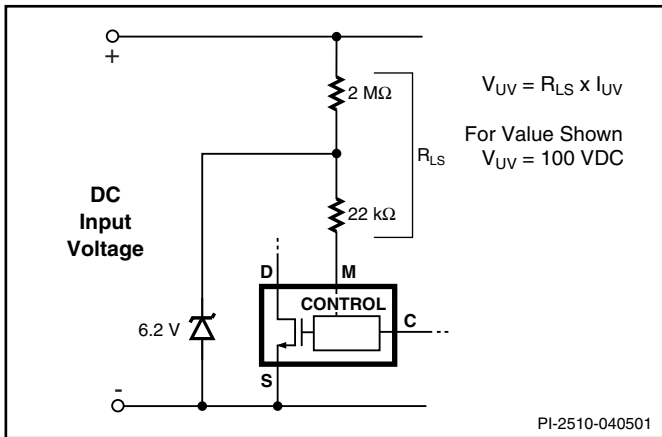 +
2 MΩ
V_UV = R_LS x I_UV
For Value Shown
V_UV = 100 VDC
R_LS
DC
Input
Voltage
22 kΩ
D
M
CONTROL
C
6.2 V
S
-
PI-2510-040501